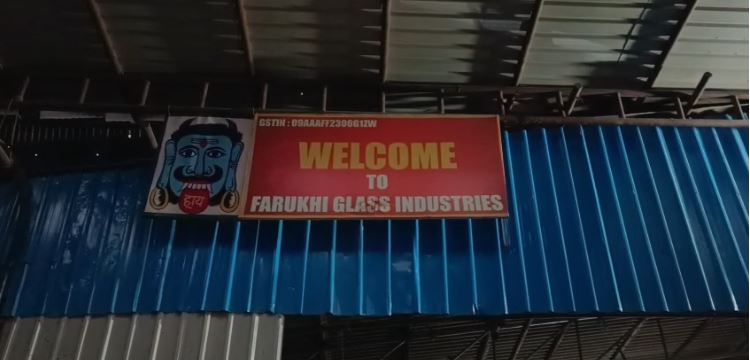 GSTIN : 09AAAFF2306G1ZW
WELCOME
TO
FARUKHI GLASS INDUSTRIES
हाय